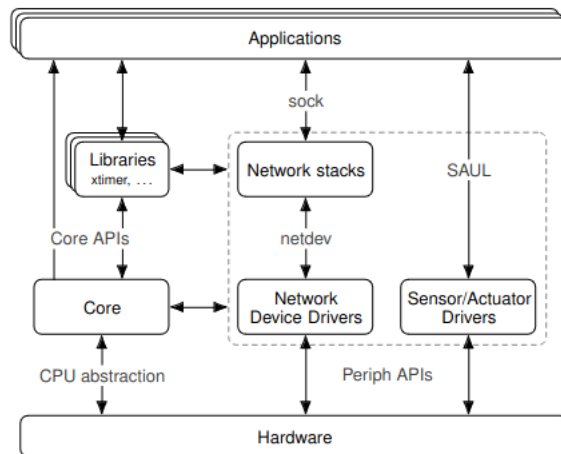 Applications
sock
Libraries
xtimer, ...
Network stacks
SAUL
Core APIs
netdev
Core
Network
Device Drivers
Sensor/Actuator
Drivers
CPU abstraction
Periph APIs
Hardware